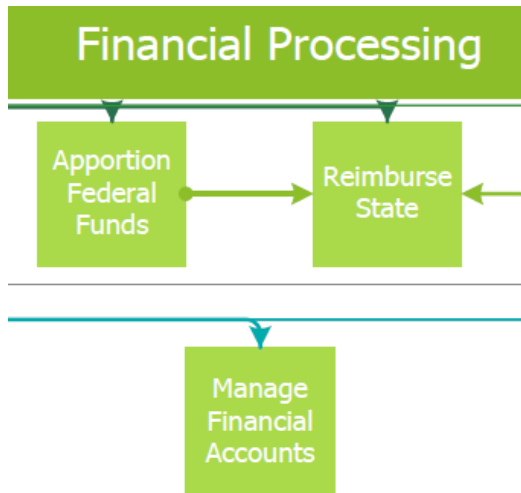 Financial Processing
Apportion
Federal
Funds
Reimburse
State
Manage
Financial
Accounts